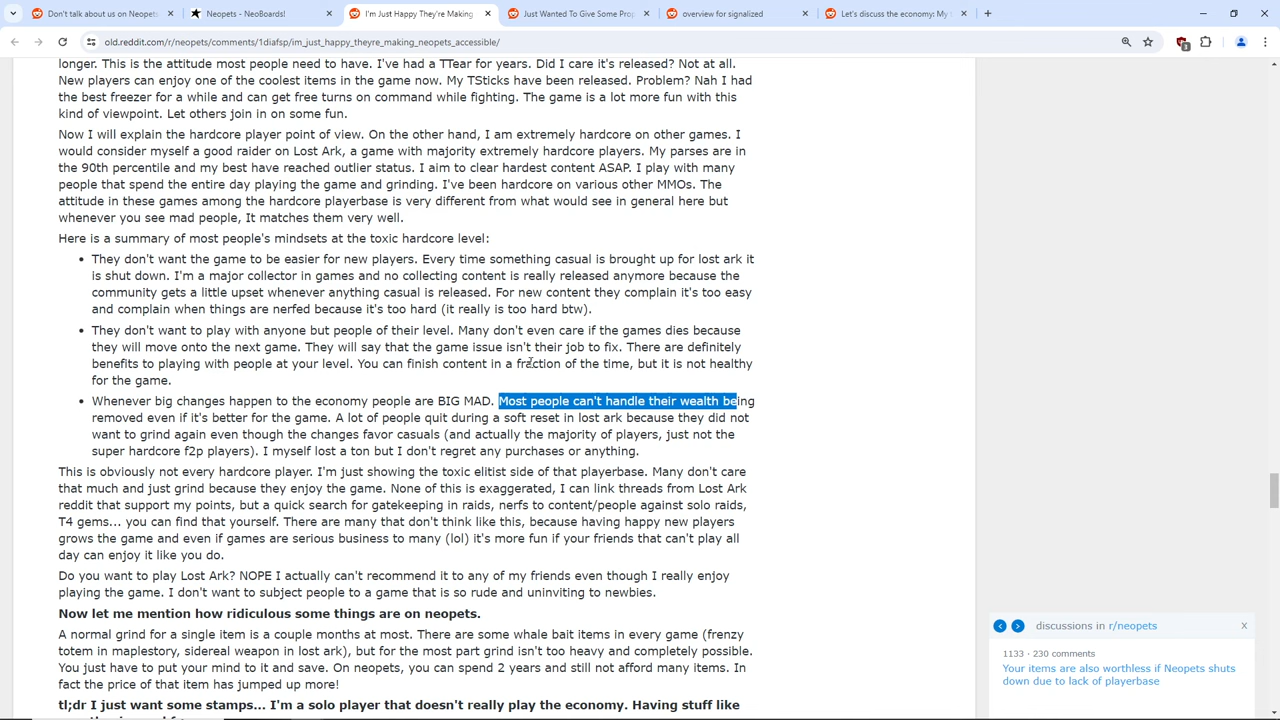 Don't talk about us on Neopets
Neopets - NeoBoards!
I'm Just Happy They're Making
Just Wanted To Give Some Prop
overview for signalized
Let's discuss the economy: My
old.reddit.com/r/neopets/comments/1diafsp/im_just_happy_theyre_making_neopets_accessible/
longer. This is the attitude most people need to have. I've had a TTear for years. Did I care it's released? Not at all.
New players can enjoy one of the coolest items in the game now. My TSticks have been released. Problem? Nah I had
the best freezer for a while and can get free turns on command while fighting. The game is a lot more fun with this
kind of viewpoint. Let others join in on some fun.
Now I will explain the hardcore player point of view. On the other hand, I am extremely hardcore on other games. I
would consider myself a good raider on Lost Ark, a game with majority extremely hardcore players. My parses are in
the 90th percentile and my best have reached outlier status. I aim to clear hardest content ASAP. I play with many
people that spend the entire day playing the game and grinding. I've been hardcore on various other MMOs. The
attitude in these games among the hardcore playerbase is very different from what would see in general here but
whenever you see mad people, It matches them very well.
Here is a summary of most people's mindsets at the toxic hardcore level:
• They don't want the game to be easier for new players. Every time something casual is brought up for lost ark it
is shut down. I'm a major collector in games and no collecting content is really released anymore because the
community gets a little upset whenever anything casual is released. For new content they complain it's too easy
and complain when things are nerfed because it's too hard (it really is too hard btw).
• They don't want to play with anyone but people of their level. Many don't even care if the games dies because
they will move onto the next game. They will say that the game issue isn't their job to fix. There are definitely
benefits to playing with people at your level. You can finish content in a fraction of the time, but it is not healthy
for the game.
• Whenever big changes happen to the economy people are BIG MAD. Most people can't handle their wealth being
removed even if it's better for the game. A lot of people quit during a soft reset in lost ark because they did not
want to grind again even though the changes favor casuals (and actually the majority of players, just not the
super hardcore f2p players). I myself lost a ton but I don't regret any purchases or anything.
This is obviously not every hardcore player. I'm just showing the toxic elitist side of that playerbase. Many don't care
that much and just grind because they enjoy the game. None of this is exaggerated, I can link threads from Lost Ark
reddit that support my points, but a quick search for gatekeeping in raids, nerfs to content/people against solo raids,
T4 gems... you can find that yourself. There are many that don't think like this, because having happy new players
grows the game and even if games are serious business to many (lol) it's more fun if your friends that can't play all
day can enjoy it like you do.
Do you want to play Lost Ark? NOPE I actually can't recommend it to any of my friends even though I really enjoy
playing the game. I don't want to subject people to a game that is so rude and uninviting to newbies.
Now let me mention how ridiculous some things are on neopets.
A normal grind for a single item is a couple months at most. There are some whale bait items in every game (frenzy
totem in maplestory, sidereal weapon in lost ark), but for the most part grind isn't too heavy and completely possible.
You just have to put your mind to it and save. On neopets, you can spend 2 years and still not afford many items. In
fact the price of that item has jumped up more!
tl;dr I just want some stamps... I'm a solo player that doesn't really play the economy. Having stuff like
discussions in r/neopets
X
1133 · 230 comments
Your items are also worthless if Neopets shuts
down due to lack of playerbase